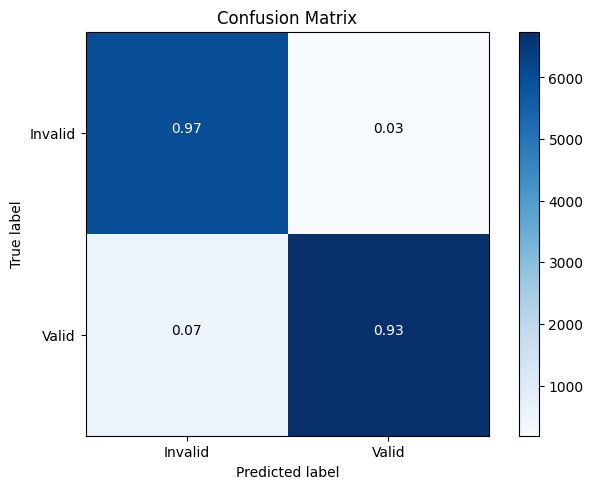 Confusion Matrix
True label
Invalid
0.97
0.03
Valid
0.07
0.93
Invalid
Valid
Predicted label
6000
5000
4000
3000
2000
1000